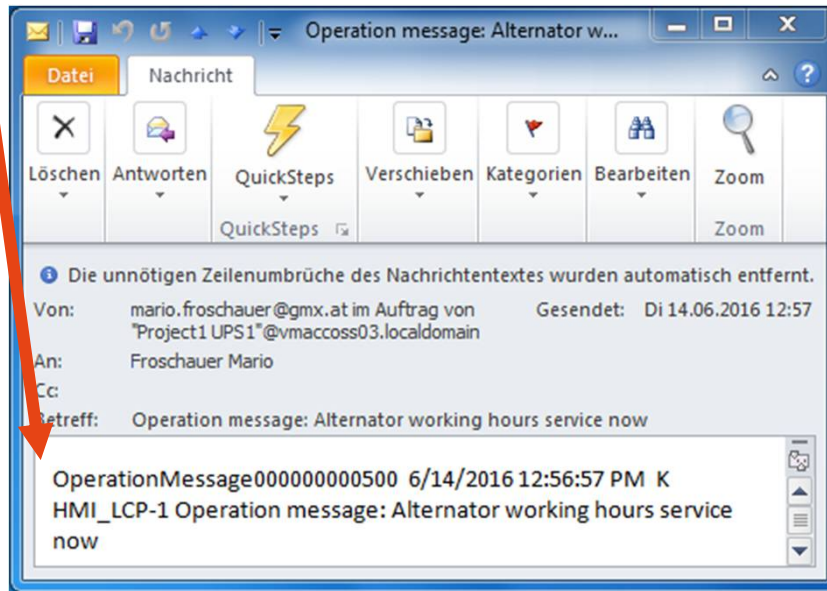 Operation message: Alternator w...
Datei Nachricht
Löschen Antworten QuickSteps Verschieben Kategorien Bearbeiten Zoom
QuickSteps Zoom
Die unnötigen Zeilenumbrüche des Nachrichtentextes wurden automatisch entfernt.
Von: mario.froschauer@gmx.at im Auftrag von Gesendet: Di 14.06.2016 12:57
"Project1 UPS1"@vmaccoss03.localdomain
An: Froschauer Mario
Cc:
Betreff: Operation message: Alternator working hours service now
OperationMessage000000000500 6/14/2016 12:56:57 PM K
HMI_LCP-1 Operation message: Alternator working hours service
now